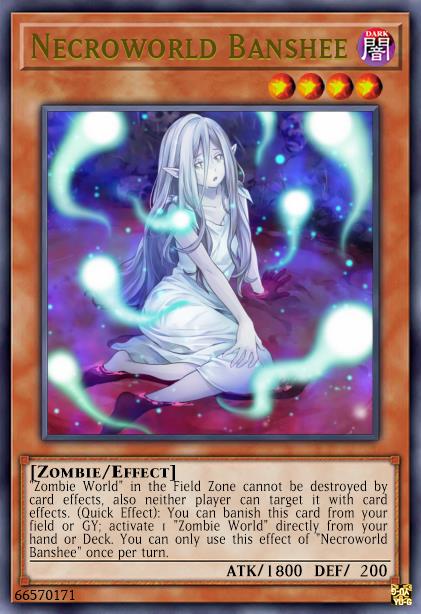 Necroworld Banshee
DARK
闇
[Zombie/Effect]
"Zombie World" in the Field Zone cannot be destroyed by
card effects, also neither player can target it with card
effects. (Quick Effect): You can banish this card from your
field or GY; activate 1 "Zombie World" directly from your
hand or Deck. You can only use this effect of "Necroworld
Banshee" once per turn.
ATK/1800 DEF/ 200
66570171